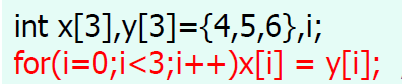 int x[3],y[3]={4,5,6},i;
for(i=0;i<3;i++)x[i] = y[i];